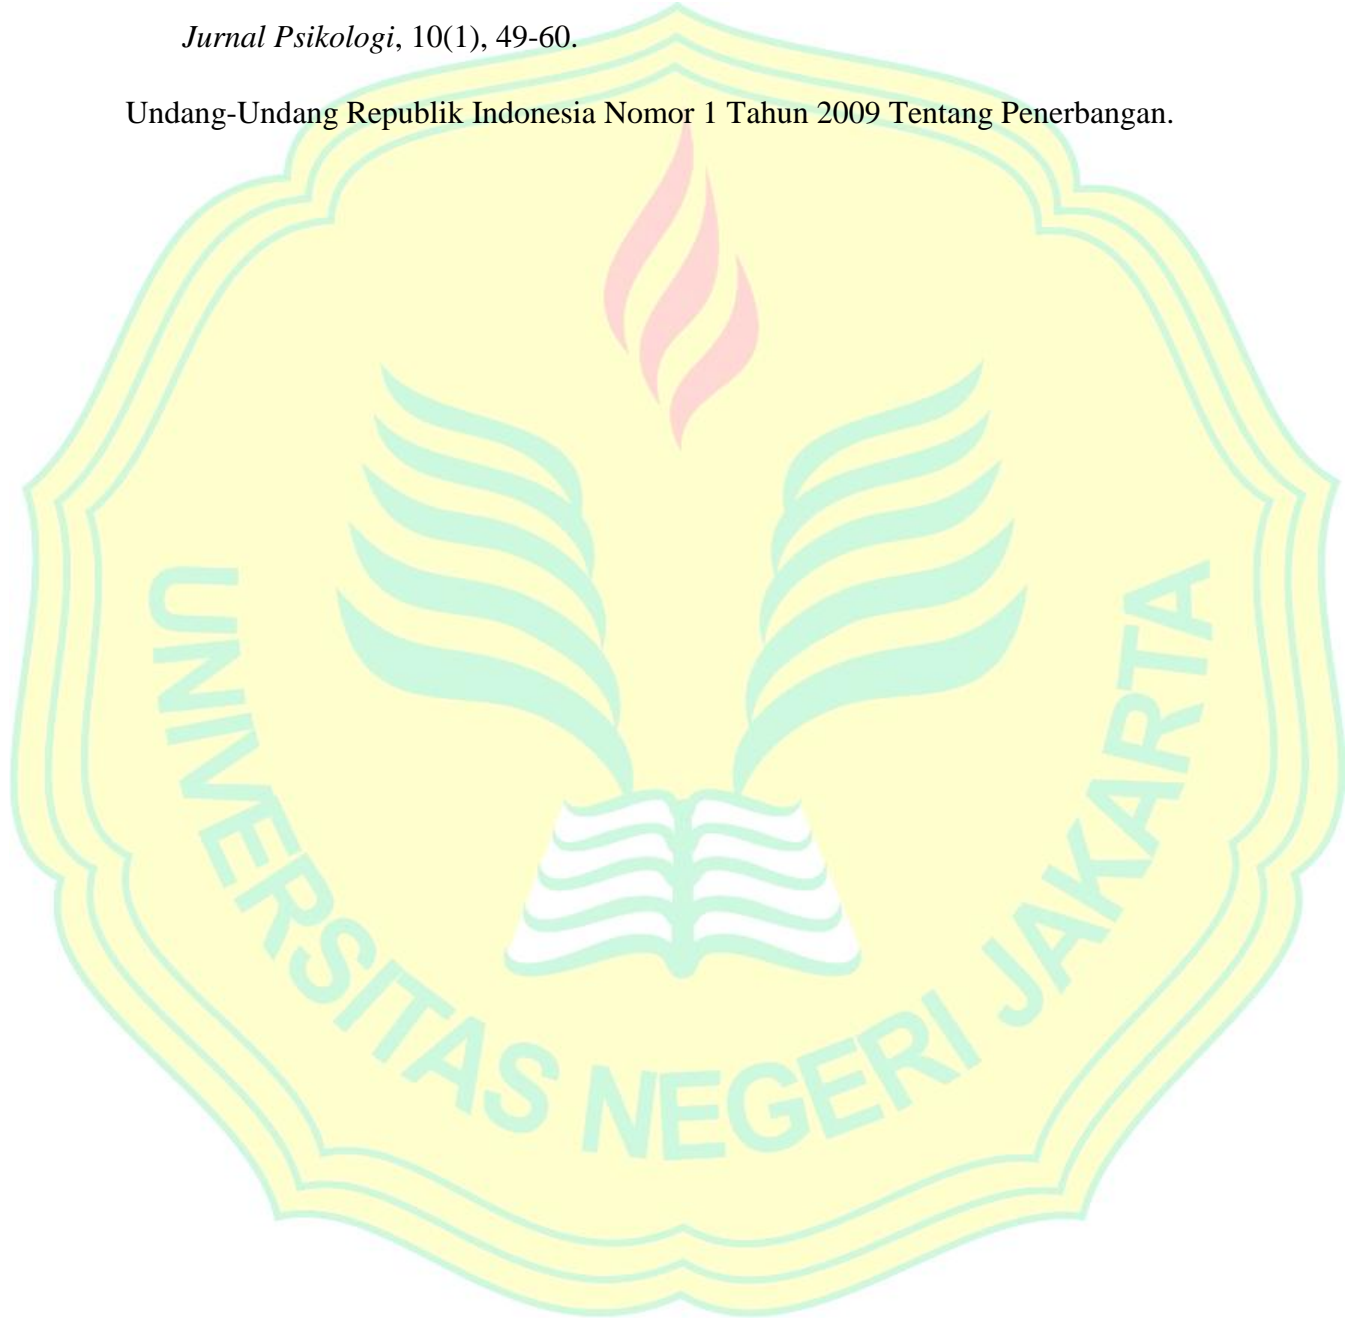 Jurnal Psikologi, 10(1), 49-60.
Undang-Undang Republik Indonesia Nomor 1 Tahun 2009 Tentang Penerbangan.
UNIVERSITAS NEGERI JAKARTA